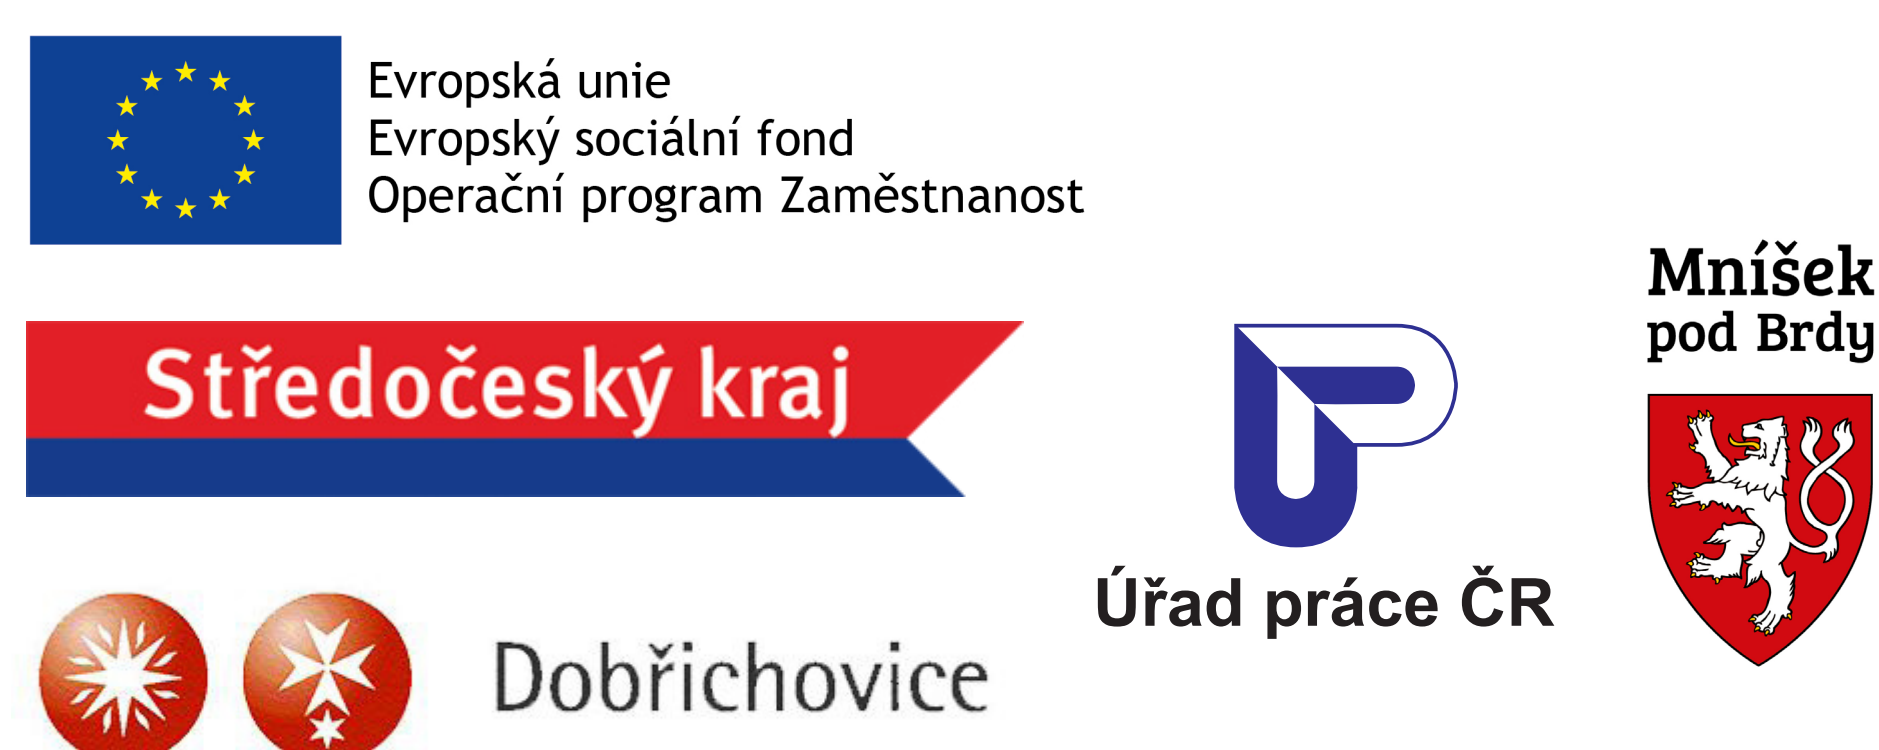 Evropská unie
Evropský sociální fond
Operační program Zaměstnanost
Středočeský kraj
Úřad práce ČR
Mníšek
pod Brdy
Dobřichovice